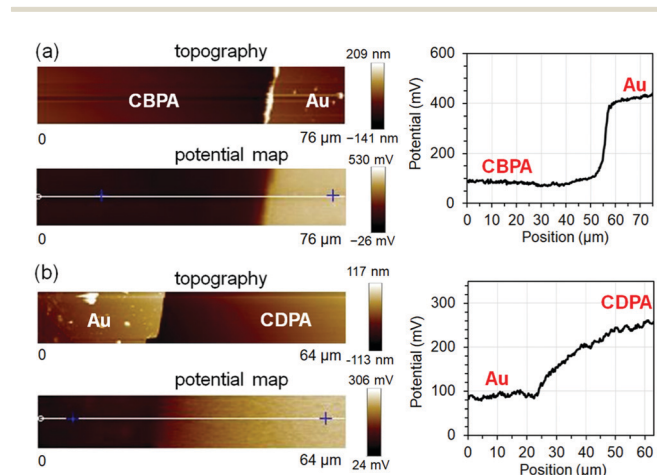 (a)
topography
209 nm
CBPA
Au
0
76 µm
−141 nm
potential map
530 mV
0
76 µm
−26 mV
600
400
200
0
Potential (mV)
CBPA
Au
0 10 20 30 40 50 60 70
Position (µm)
(b)
topography
117 nm
Au
CDPA
0
64 µm
-113 nm
potential map
306 mV
0
64 µm
24 mV
300
200
100
0
Potential (mV)
Au
CDPA
0 10 20 30 40 50 60
Position (µm)